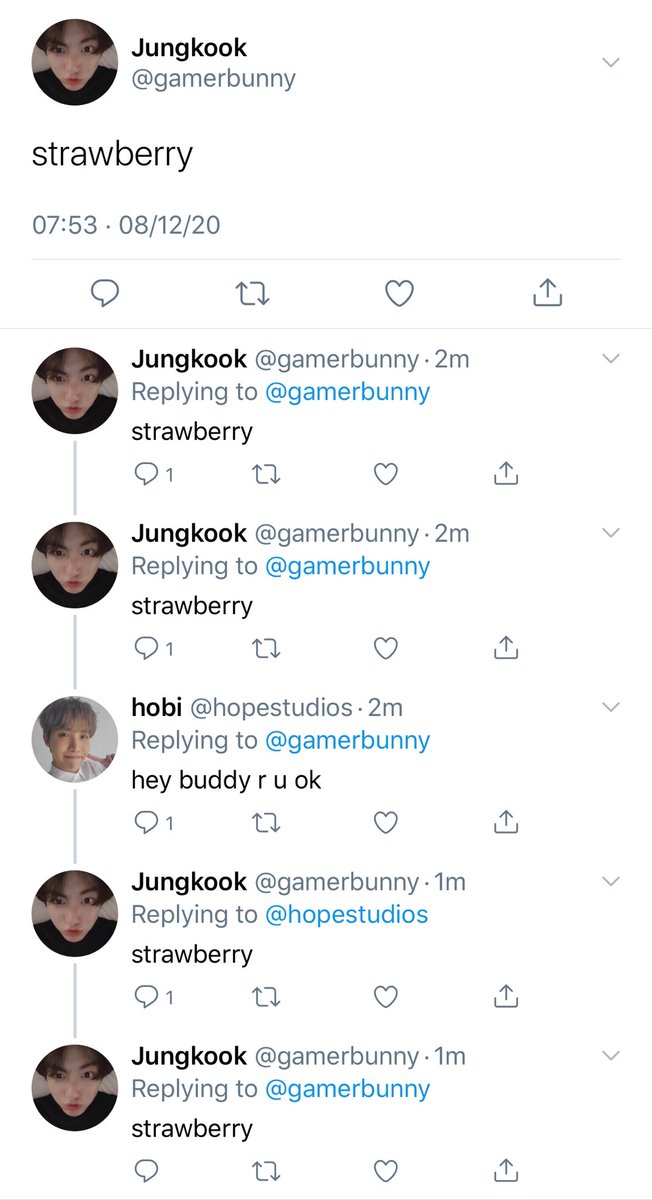 Jungkook
@gamerbunny
strawberry
07:53 · 08/12/20
Jungkook @gamerbunny · 2m
Replying to @gamerbunny
strawberry
1
Jungkook @gamerbunny · 2m
Replying to @gamerbunny
strawberry
1
hobi @hopestudios · 2m
Replying to @gamerbunny
hey buddy r u ok
1
Jungkook @gamerbunny · 1m
Replying to @hopestudios
strawberry
1
Jungkook @gamerbunny · 1m
Replying to @gamerbunny
strawberry